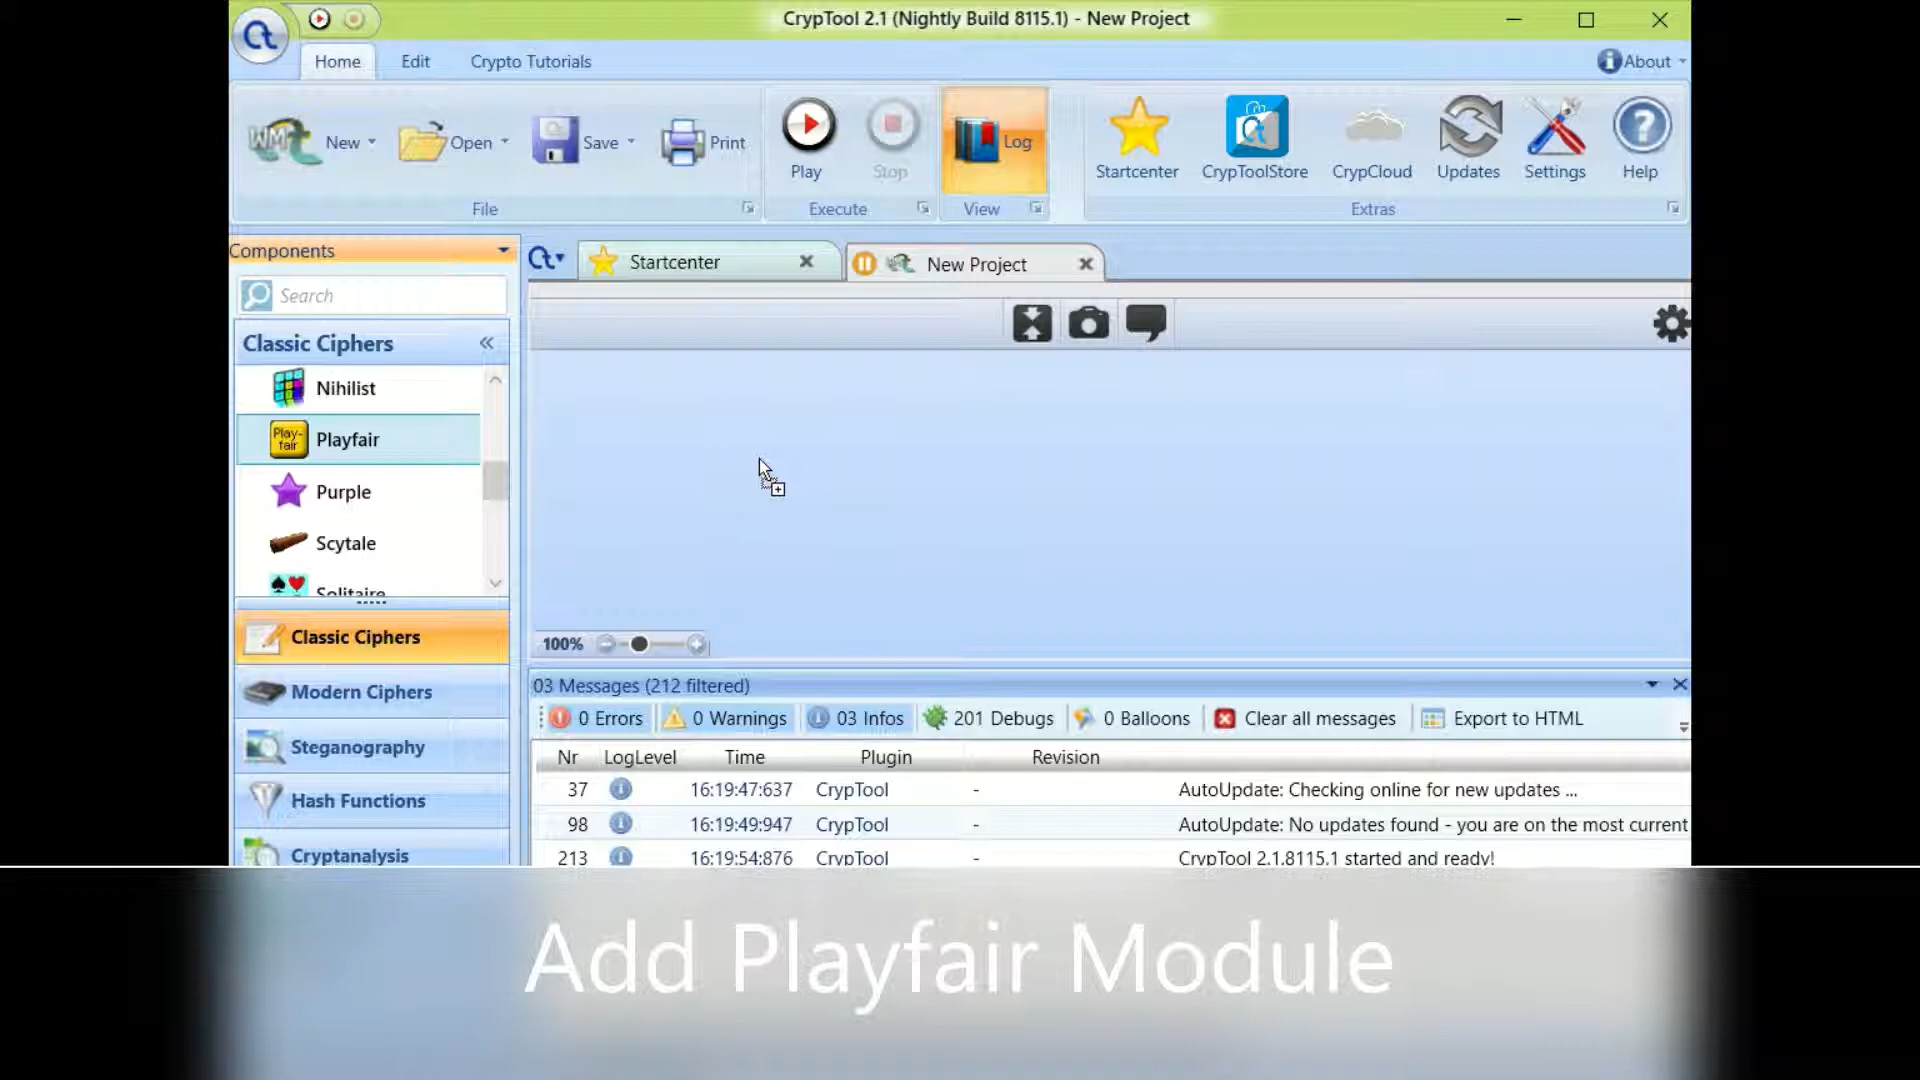 CrypTool 2.1 (Nightly Build 8115.1) - New Project
Home Edit Crypto Tutorials About
New Open Save Print
Play Stop Log
Startcenter CrypToolStore CrypCloud Updates Settings Help
File Execute View Extras
Components
Search
Startcenter New Project
Classic Ciphers
Nihilist
Play-fair Playfair
Purple
Scytale
Solitaire
Classic Ciphers
Modern Ciphers
Steganography
Hash Functions
Cryptanalysis
100%
03 Messages (212 filtered)
0 Errors 0 Warnings 03 Infos 201 Debugs 0 Balloons Clear all messages Export to HTML
Nr LogLevel Time Plugin Revision
37 16:19:47:637 CrypTool - AutoUpdate: Checking online for new updates ...
98 16:19:49:947 CrypTool - AutoUpdate: No updates found - you are on the most current
213 16:19:54:876 CrypTool - CrypTool 2.1.8115.1 started and ready!
Add Playfair Module